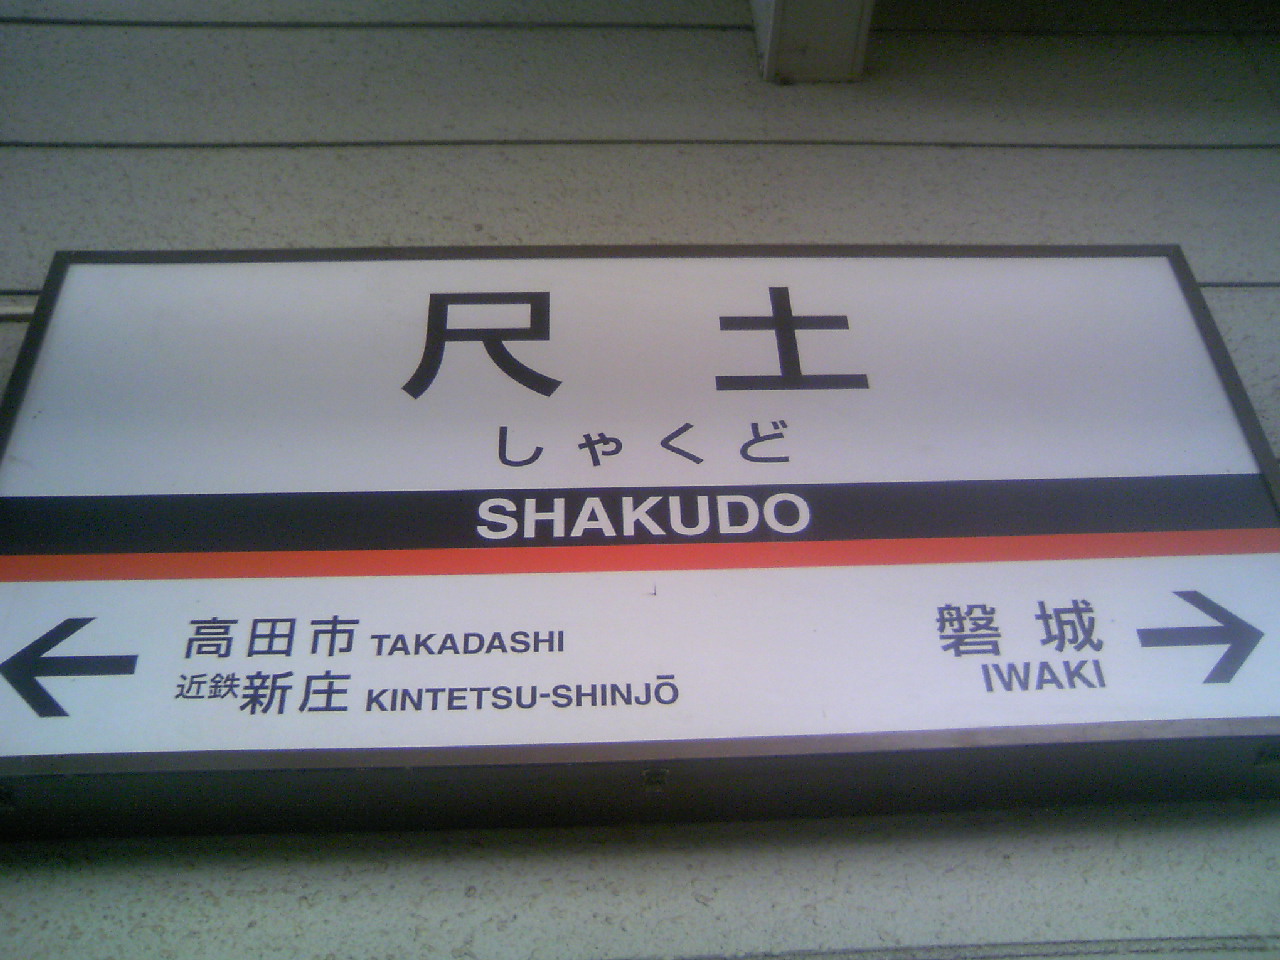 尺土
しゃくど
SHAKUDO
高田市 TAKADASHI
近鉄新庄 KINTETSU-SHINJŌ
磐城
IWAKI